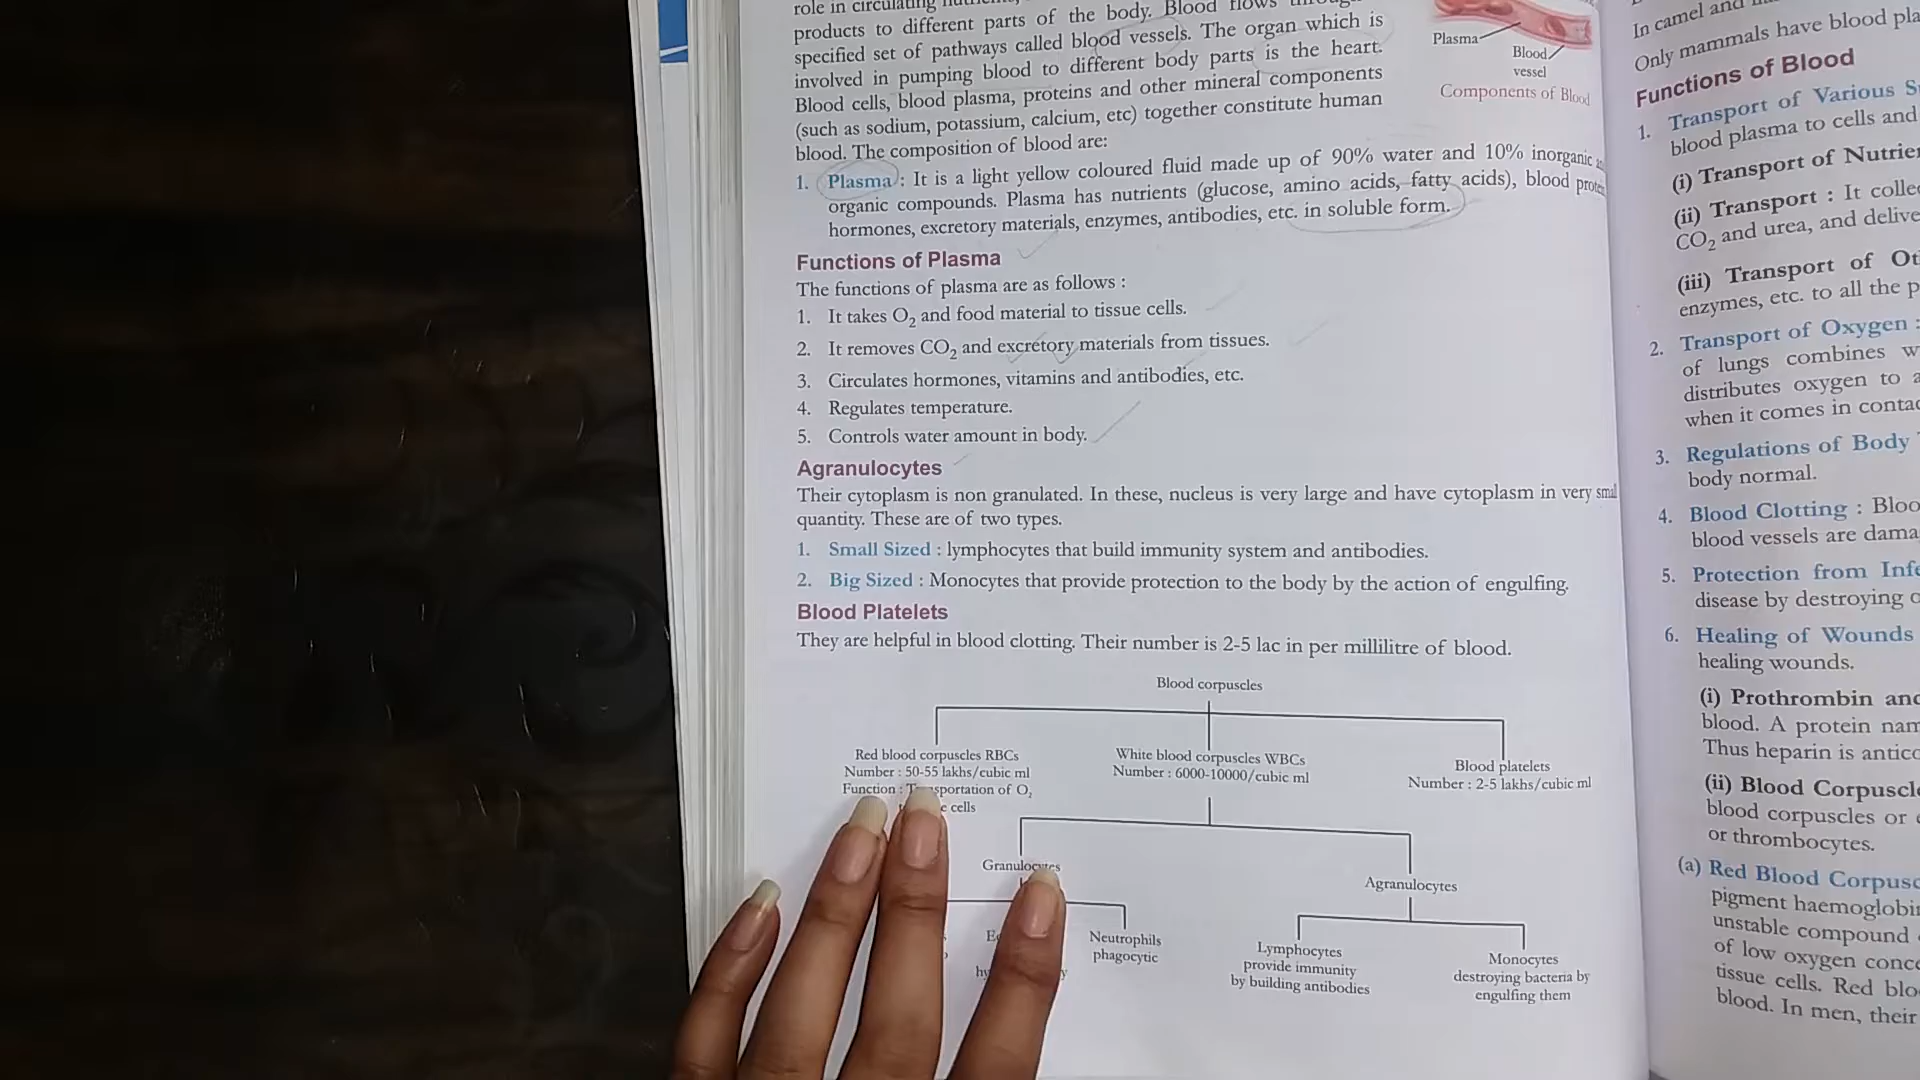 role in circulating
products to different parts of the body. Blood flows
specified set of pathways called blood vessels. The organ which is
involved in pumping blood to different body parts is the heart.
Blood cells, blood plasma, proteins and other mineral components
(such as sodium, potassium, calcium, etc) together constitute human
blood. The composition of blood are:
Plasma
Blood
vessel
Components of Blood
1. Plasma : It is a light yellow coloured fluid made up of 90% water and 10% inorganic
organic compounds. Plasma has nutrients (glucose, amino acids, fatty acids), blood
hormones, excretory materials, enzymes, antibodies, etc. in soluble form.
Functions of Plasma
The functions of plasma are as follows :
1. It takes O₂ and food material to tissue cells.
2. It removes CO₂ and excretory materials from tissues.
3. Circulates hormones, vitamins and antibodies, etc.
4. Regulates temperature.
5. Controls water amount in body.
Agranulocytes
Their cytoplasm is non granulated. In these, nucleus is very large and have cytoplasm in very
quantity. These are of two types.
1. Small Sized : lymphocytes that build immunity system and antibodies.
2. Big Sized : Monocytes that provide protection to the body by the action of engulfing.
Blood Platelets
They are helpful in blood clotting. Their number is 2-5 lac in per millilitre of blood.
Blood corpuscles
Red blood corpuscles RBCs
Number : 50-55 lakhs/cubic ml
Function : of O₂
cells
White blood corpuscles WBCs
Number : 6000-10000/cubic ml
Blood platelets
Number : 2-5 lakhs/cubic ml
Granulocytes
Agranulocytes
Neutrophils
phagocytic
Lymphocytes
provide immunity
by building antibodies
Monocytes
destroying bacteria by
engulfing them
In camel and
Only mammals have blood
Functions of Blood
1. Transport of Various
blood plasma to cells and
(i) Transport of
(ii) Transport : It
CO₂ and urea, and
(iii) Transport of
enzymes, etc. to all the
2. Transport of Oxygen :
of lungs combines
distributes oxygen to
when it comes in
3. Regulations of Body
body normal.
4. Blood Clotting :
blood vessels are
5. Protection from
disease by destroying
6. Healing of Wounds
healing wounds.
(i) Prothrombin
blood. A protein
Thus heparin is
(ii) Blood
blood corpuscles or
or thrombocytes.
(a) Red Blood
pigment
unstable compound
of low oxygen
tissue cells. Red
blood. In men, their